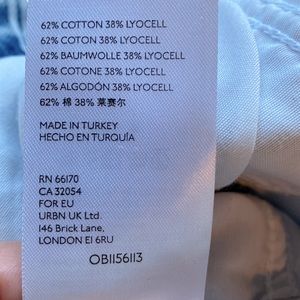 62% COTTON 38% LYOCELL
62% COTON 38% LYOCELL
62% BAUMWOLLE 38% LYOCELL
62% COTONE 38% LYOCELL
62% ALGODÓN 38% LYOCELL
62% 棉 38% 莱赛尔
MADE IN TURKEY
HECHO EN TURQUÍA
RN 66170
CA 32054
FOR EU
URBN UK Ltd.
146 Brick Lane,
LONDON E1 6RU
OB1156113